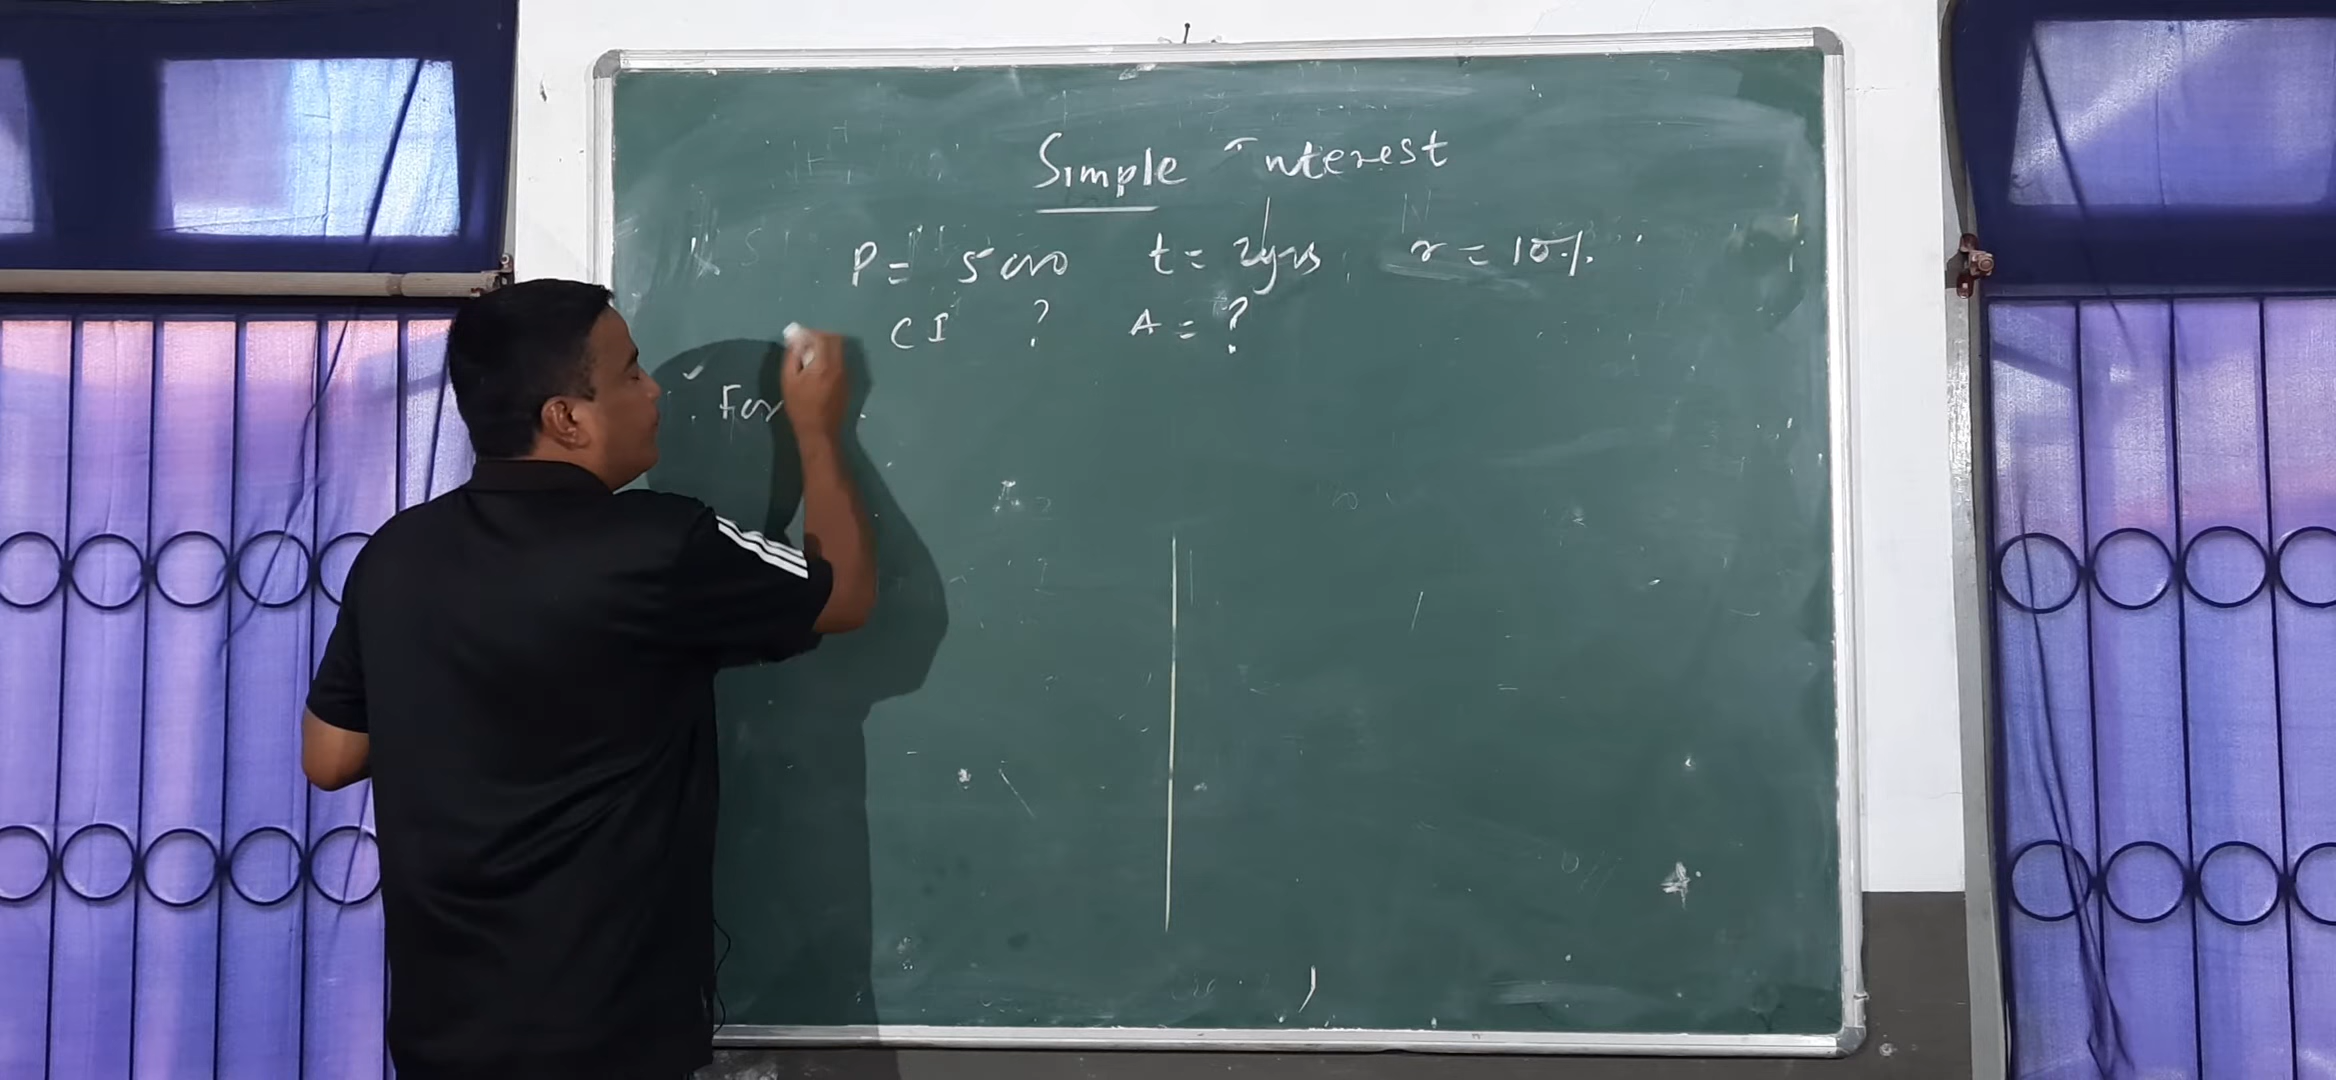 Simple Interest
P = 5000 t = 2yrs, r = 10%.
CI ? A = ?
For